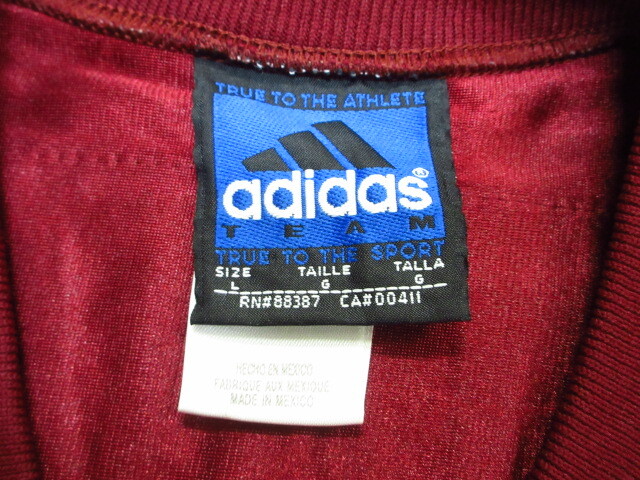 TRUE TO THE ATHLETE
adidas®
TEAM
TRUE TO THE SPORT
SIZE TAILLE TALLA
L G G
RN#88387 CA#00411
HECHO EN MEXICO
FABRIQUE AUX MEXIQUE
MADE IN MEXICO